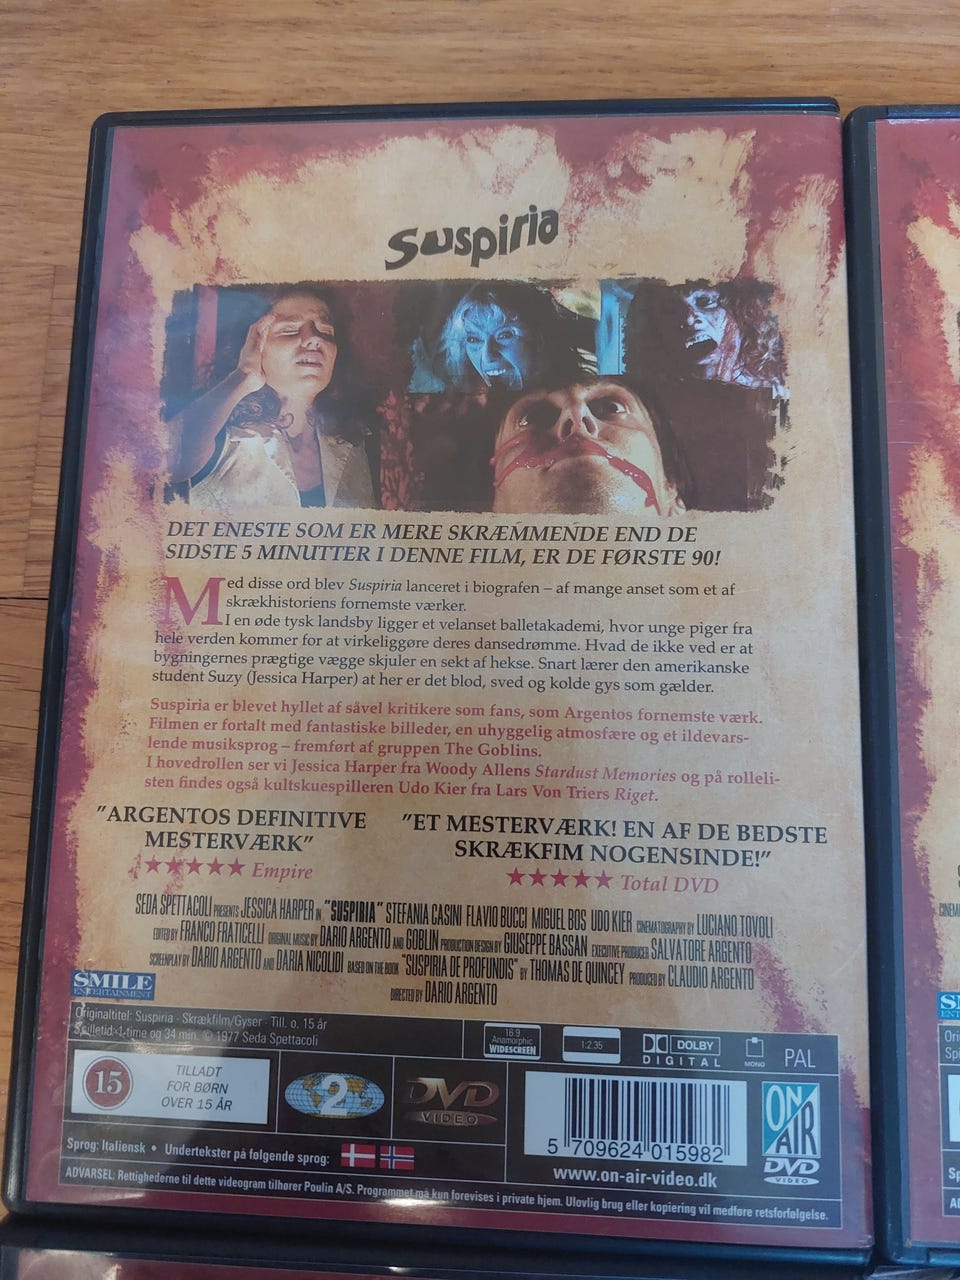 Suspiria
DET ENESTE SOM ER MERE SKRÆMMENDE END DE
SIDSTE 5 MINUTTER I DENNE FILM, ER DE FØRSTE 90!
Med disse ord blev Suspiria lanceret i biografen – af mange anset som et af
skrækhistoriens fornemste værker.
I en øde tysk landsby ligger et velanset balletakademi, hvor unge piger fra
hele verden kommer for at virkeliggøre deres dansedrømme. Hvad de ikke ved er at
bygningernes prægtige vægge skjuler en sekt af hekse. Snart lærer den amerikanske
student Suzy (Jessica Harper) at her er det blod, sved og kolde gys som gælder.
Suspiria er blevet hyllet af såvel kritikere som fans, som Argentos fornemste værk.
Filmen er fortalt med fantastiske billeder, en uhyggelig atmosfære og et ildevars-
lende musiksprog – fremført af gruppen The Goblins.
I hovedrollen ser vi Jessica Harper fra Woody Allens Stardust Memories og på rolleli-
sten findes også kultskuespilleren Udo Kier fra Lars Von Triers Riget.
"ARGENTOS DEFINITIVE
MESTERVÆRK"
★★★★★ Empire
"ET MESTERVÆRK! EN AF DE BEDSTE
SKRÆKFIM NOGENSINDE!"
★★★★★ Total DVD
SEDA SPETTACOLI PRESENTS JESSICA HARPER IN "SUSPIRIA" STEFANIA CASINI FLAVIO BUCCI MIGUEL BOS UDO KIER CINEMATOGRAPHY BY LUCIANO TOVOLI
EDITED BY FRANCO FRATICELLI ORIGINAL MUSIC BY DARIO ARGENTO AND GOBLIN PRODUCTION DESIGN BY GIUSEPPE BASSAN EXECUTIVE PRODUCER SALVATORE ARGENTO
SCREENPLAY BY DARIO ARGENTO AND DARIA NICOLIDI BASED ON THE BOOK "SUSPIRIA DE PROFUNDIS" BY THOMAS DE QUINCEY PRODUCED BY CLAUDIO ARGENTO
DIRECTED BY DARIO ARGENTO
SMILE
ENTERTAINMENT
Originaltitel: Suspiria · Skrækfilm/Gyser · Till. o. 15 år
Spilletid: 1 time og 34 min. © 1977 Seda Spettacoli
16:9
Anamorphic
WIDESCREEN
1:2.35
DOLBY
DIGITAL
MONO
PAL
15
TILLADT
FOR BØRN
OVER 15 ÅR
2
DVD
VIDEO
5 709624 015982
www.on-air-video.dk
ON
AIR
DVD
VIDEO
Sprog: Italiensk • Undertekster på følgende sprog:
ADVARSEL: Rettighederne til dette videogram tilhører Poulin A/S. Programmet må kun forevises i private hjem. Ulovlig brug eller kopiering vil medføre retsforfølgelse.